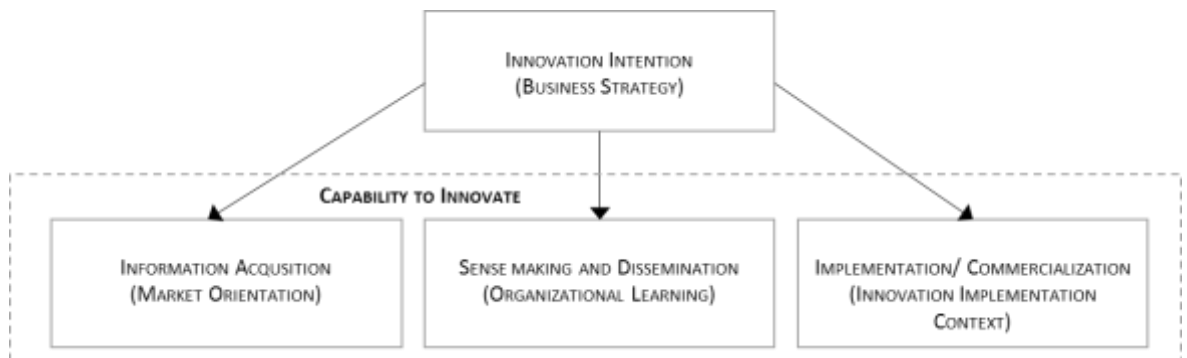 INNOVATION INTENTION
(BUSINESS STRATEGY)
CAPABILITY TO INNOVATE
INFORMATION ACQUSITION
(MARKET ORIENTATION)
SENSE MAKING AND DISSEMINATION
(ORGANIZATIONAL LEARNING)
IMPLEMENTATION/ COMMERCIALIZATION
(INNOVATION IMPLEMENTATION
CONTEXT)